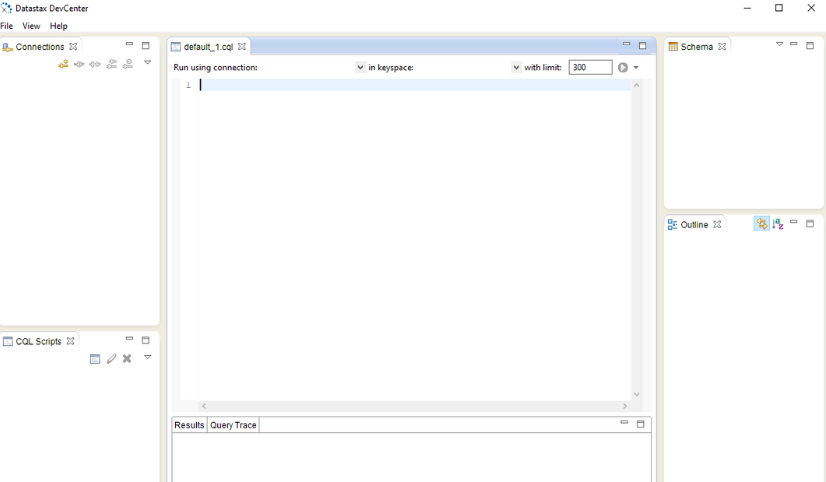 Datastax DevCenter
File View Help
Connections
default_1.cql
Run using connection: in keyspace: with limit: 300
1
Schema
Outline
CQL Scripts
Results Query Trace